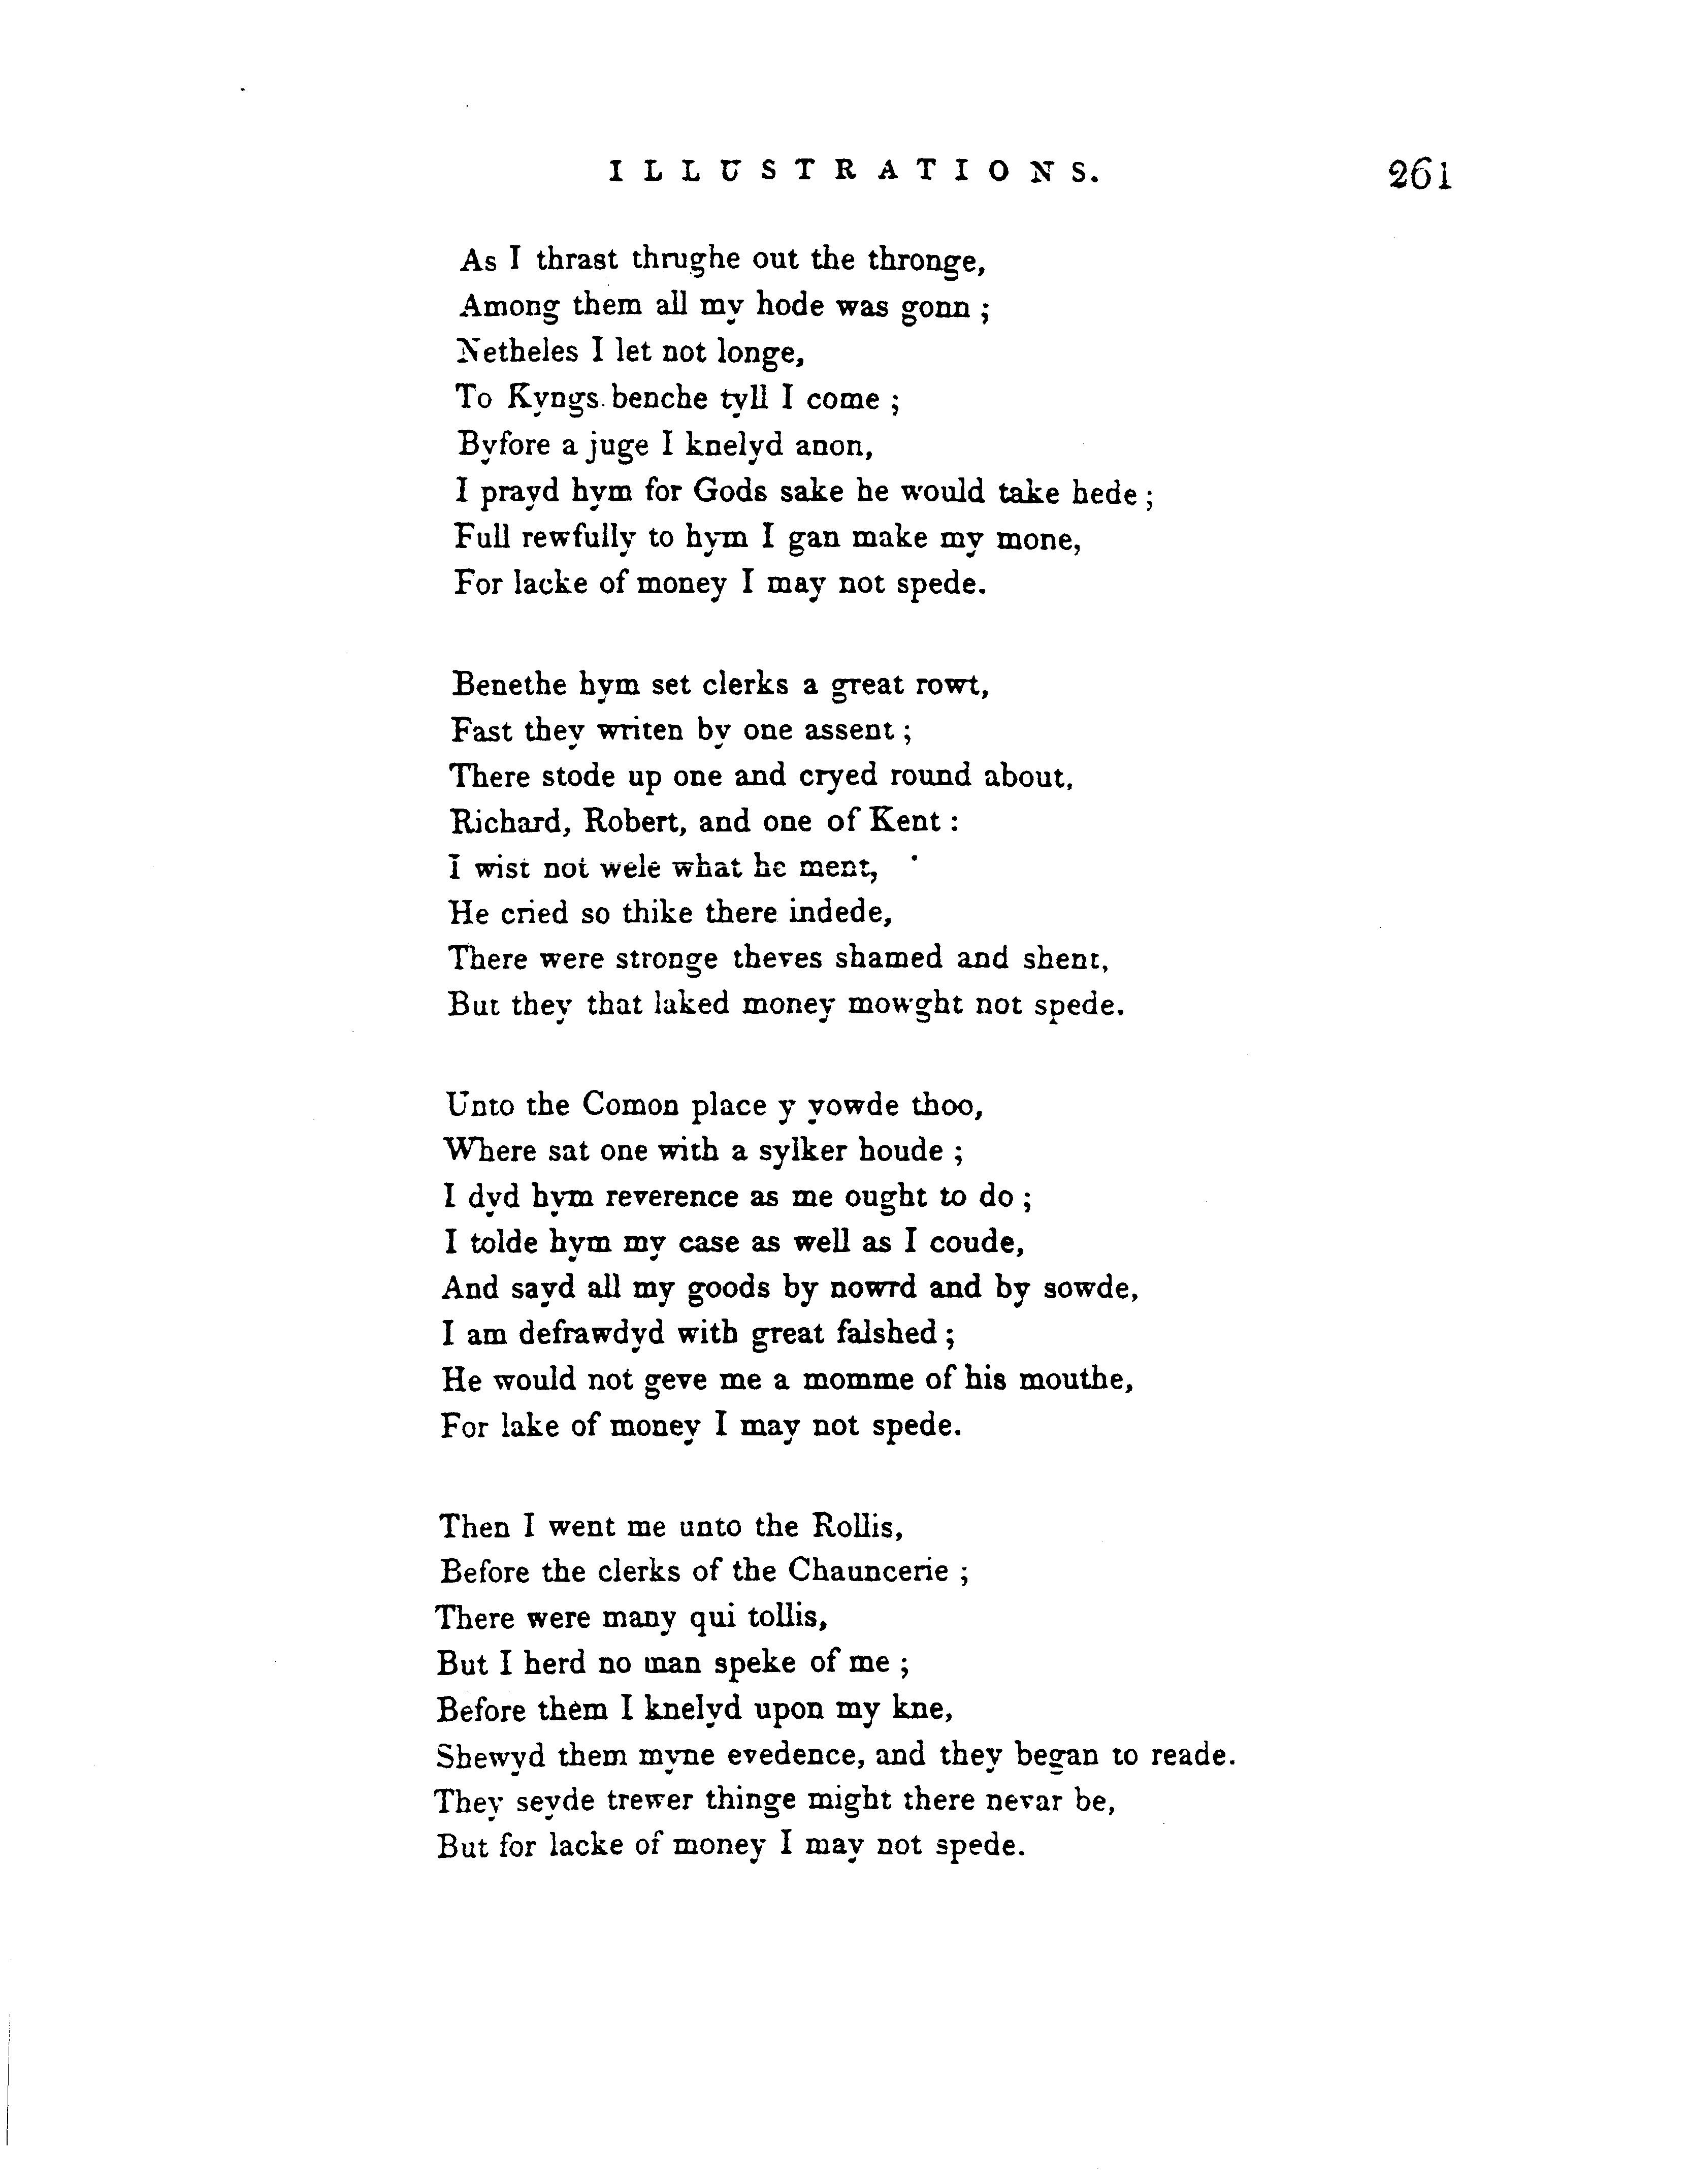 ILLUSTRATIONS. 261
As I thrast thrughe out the thronge,
Among them all my hode was gonn ;
Netheles I let not longe,
To Kyngs benche tyll I come ;
Byfore a juge I knelyd anon,
I prayd hym for Gods sake he would take hede ;
Full rewfully to hym I gan make my mone,
For lacke of money I may not spede.
Benethe hym set clerks a great rowt,
Fast they writen by one assent ;
There stode up one and cryed round about,
Richard, Robert, and one of Kent :
I wist not wele what he ment,
He cried so thike there indede,
There were stronge theves shamed and shent,
But they that laked money mowght not spede.
Unto the Comon place y yowde thoo,
Where sat one with a sylker houde ;
I dyd hym reverence as me ought to do ;
I tolde hym my case as well as I coude,
And sayd all my goods by nowrd and by sowde,
I am defrawdyd with great falshed ;
He would not geve me a momme of his mouthe,
For lake of money I may not spede.
Then I went me unto the Rollis,
Before the clerks of the Chauncerie ;
There were many qui tollis,
But I herd no man speke of me ;
Before them I knelyd upon my kne,
Shewyd them myne evedence, and they began to reade.
They seyde trewer thinge might there nevar be,
But for lacke of money I may not spede.